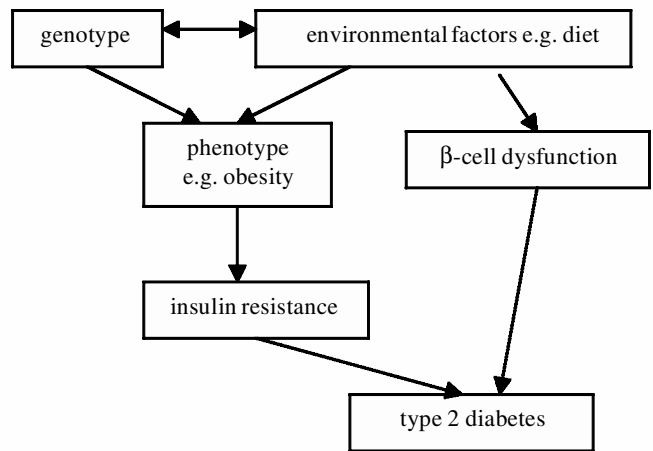 genotype
environmental factors e.g. diet
phenotype
e.g. obesity
β-cell dysfunction
insulin resistance
type 2 diabetes